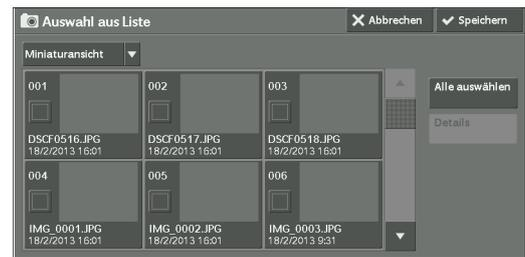 Auswahl aus Liste
Abbrechen
Speichern
Miniaturansicht
001
002
003
Alle auswählen
Details
DSCF0516.JPG
18/2/2013 16:01
DSCF0517.JPG
18/2/2013 16:01
DSCF0518.JPG
18/2/2013 16:01
004
005
006
IMG_0001.JPG
18/2/2013 16:01
IMG_0002.JPG
18/2/2013 16:01
IMG_0003.JPG
18/2/2013 9:31